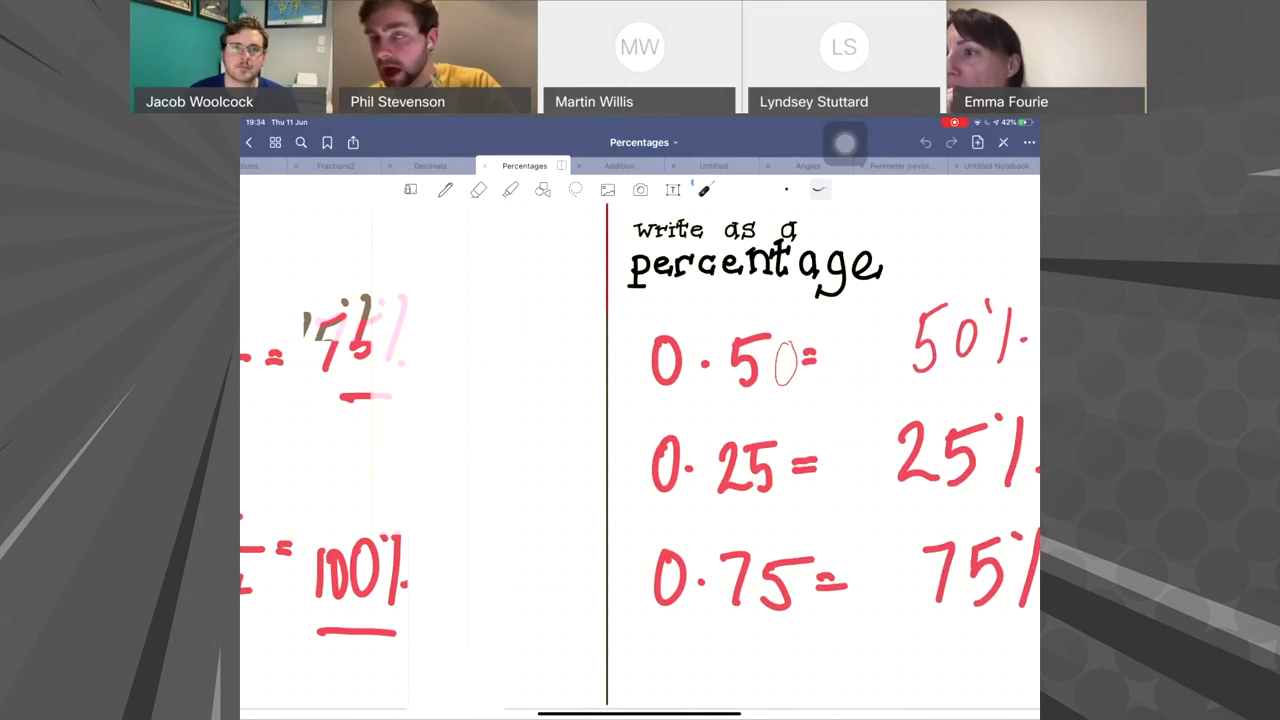 MW
LS
Jacob Woolcock
Phil Stevenson
Martin Willis
Lyndsey Stuttard
Emma Fourie
19:34 Thu 11 Jun
42%
Percentages
Fractions2
Decimals
Percentages
Addition
Untitled
Angles
Perimeter (revisi...
Untitled Notebook
write as a
percentage
= 75%
0.50= 50%
0.25= 25%
= 100%
0.75= 75%